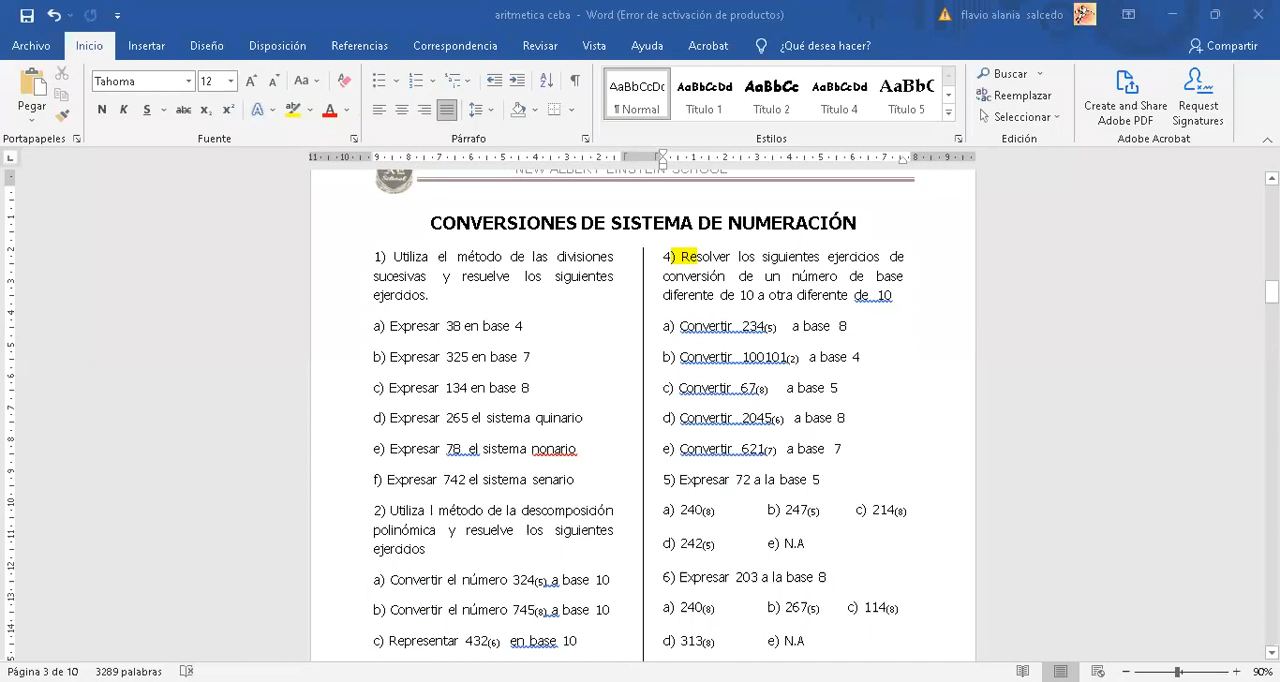 aritmetica ceba - Word (Error de activación de productos)
flavio alania salcedo
Archivo Inicio Insertar Diseño Disposición Referencias Correspondencia Revisar Vista Ayuda Acrobat ¿Qué desea hacer? Compartir
Pegar
Tahoma 12
N K S abc x₂ x²
AaBbCcDc AaBbCcDd AaBbCc AaBbCcDd AaBbC
¶ Normal Título 1 Título 2 Título 4 Título 5
Buscar
Reemplazar
Seleccionar
Create and Share Adobe PDF
Request Signatures
Portapapeles Fuente Párrafo Estilos Edición Adobe Acrobat
NEW ALBERT EINSTEIN SCHOOL
CONVERSIONES DE SISTEMA DE NUMERACIÓN
1) Utiliza el método de las divisiones
sucesivas y resuelve los siguientes
ejercicios.
a) Expresar 38 en base 4
b) Expresar 325 en base 7
c) Expresar 134 en base 8
d) Expresar 265 el sistema quinario
e) Expresar 78 el sistema nonario
f) Expresar 742 el sistema senario
2) Utiliza l método de la descomposición
polinómica y resuelve los siguientes
ejercicios
a) Convertir el número 324(5) a base 10
b) Convertir el número 745(8) a base 10
c) Representar 432(6) en base 10
4) Resolver los siguientes ejercicios de
conversión de un número de base
diferente de 10 a otra diferente de 10
a) Convertir 234(5) a base 8
b) Convertir 100101(2) a base 4
c) Convertir 67(8) a base 5
d) Convertir 2045(6) a base 8
e) Convertir 621(7) a base 7
5) Expresar 72 a la base 5
a) 240(8) b) 247(5) c) 214(8)
d) 242(5) e) N.A
6) Expresar 203 a la base 8
a) 240(8) b) 267(5) c) 114(8)
d) 313(8) e) N.A
Página 3 de 10 3289 palabras 90%